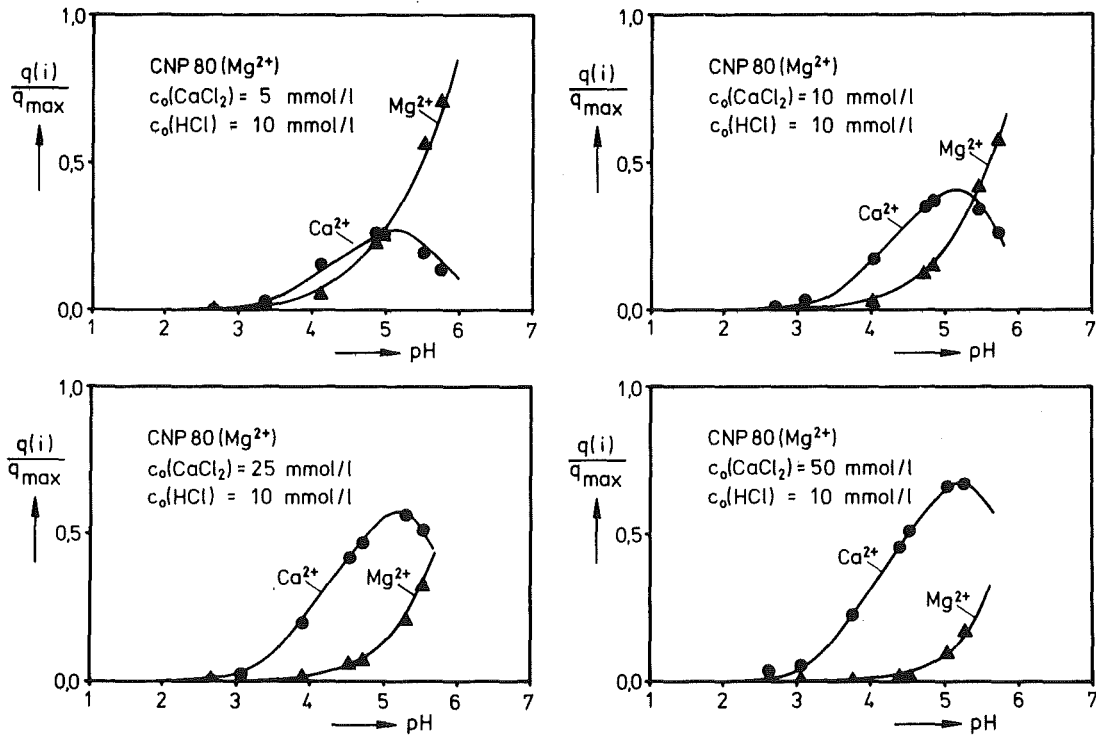 1,0
q(i)
qmax
0,5
0,0
CNP 80 (Mg²⁺)
c₀(CaCl₂) = 5 mmol/l
c₀(HCl) = 10 mmol/l
Mg²⁺
Ca²⁺
1 2 3 4 5 6 7
pH
1,0
q(i)
qmax
0,5
0,0
CNP 80 (Mg²⁺)
c₀(CaCl₂) = 10 mmol/l
c₀(HCl) = 10 mmol/l
Mg²⁺
Ca²⁺
1 2 3 4 5 6 7
pH
1,0
q(i)
qmax
0,5
0,0
CNP 80 (Mg²⁺)
c₀(CaCl₂) = 25 mmol/l
c₀(HCl) = 10 mmol/l
Ca²⁺
Mg²⁺
1 2 3 4 5 6 7
pH
1,0
q(i)
qmax
0,5
0,0
CNP 80 (Mg²⁺)
c₀(CaCl₂) = 50 mmol/l
c₀(HCl) = 10 mmol/l
Ca²⁺
Mg²⁺
1 2 3 4 5 6 7
pH